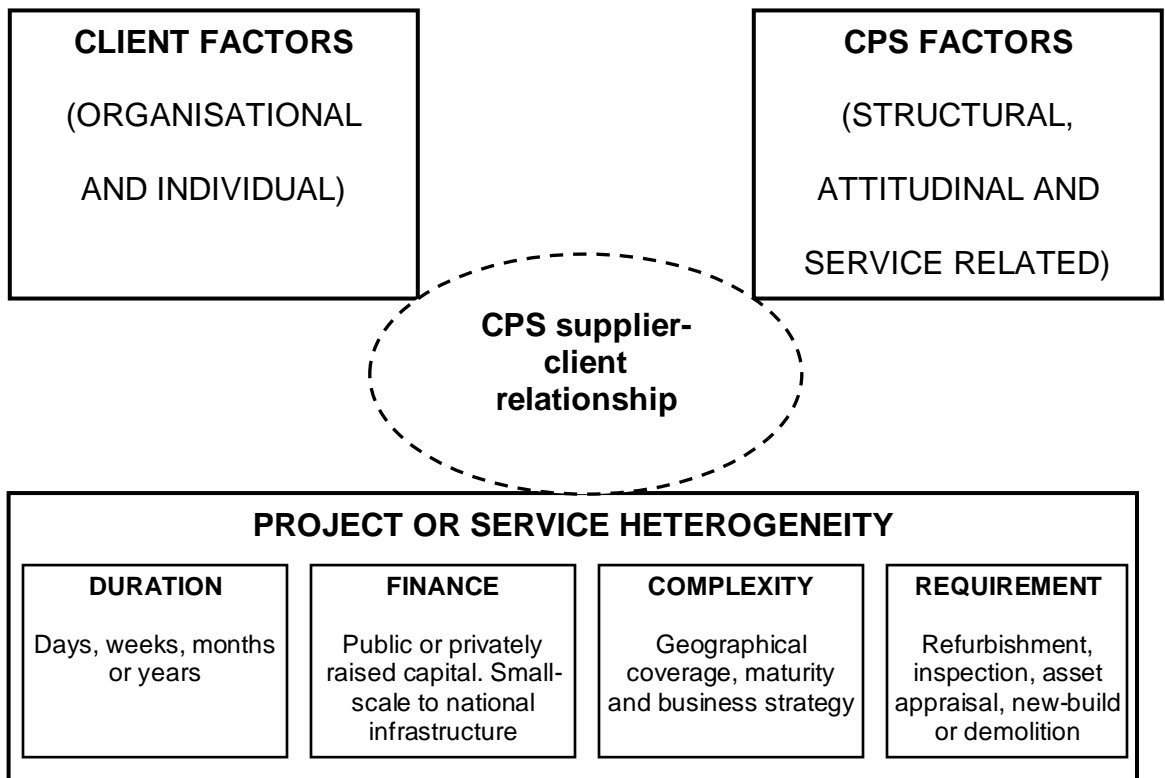 CLIENT FACTORS
(ORGANISATIONAL
AND INDIVIDUAL)
CPS FACTORS
(STRUCTURAL,
ATTITUDINAL AND
SERVICE RELATED)
CPS supplier-
client
relationship
PROJECT OR SERVICE HETEROGENEITY
DURATION
Days, weeks, months
or years
FINANCE
Public or privately
raised capital. Small-
scale to national
infrastructure
COMPLEXITY
Geographical
coverage, maturity
and business strategy
REQUIREMENT
Refurbishment,
inspection, asset
appraisal, new-build
or demolition